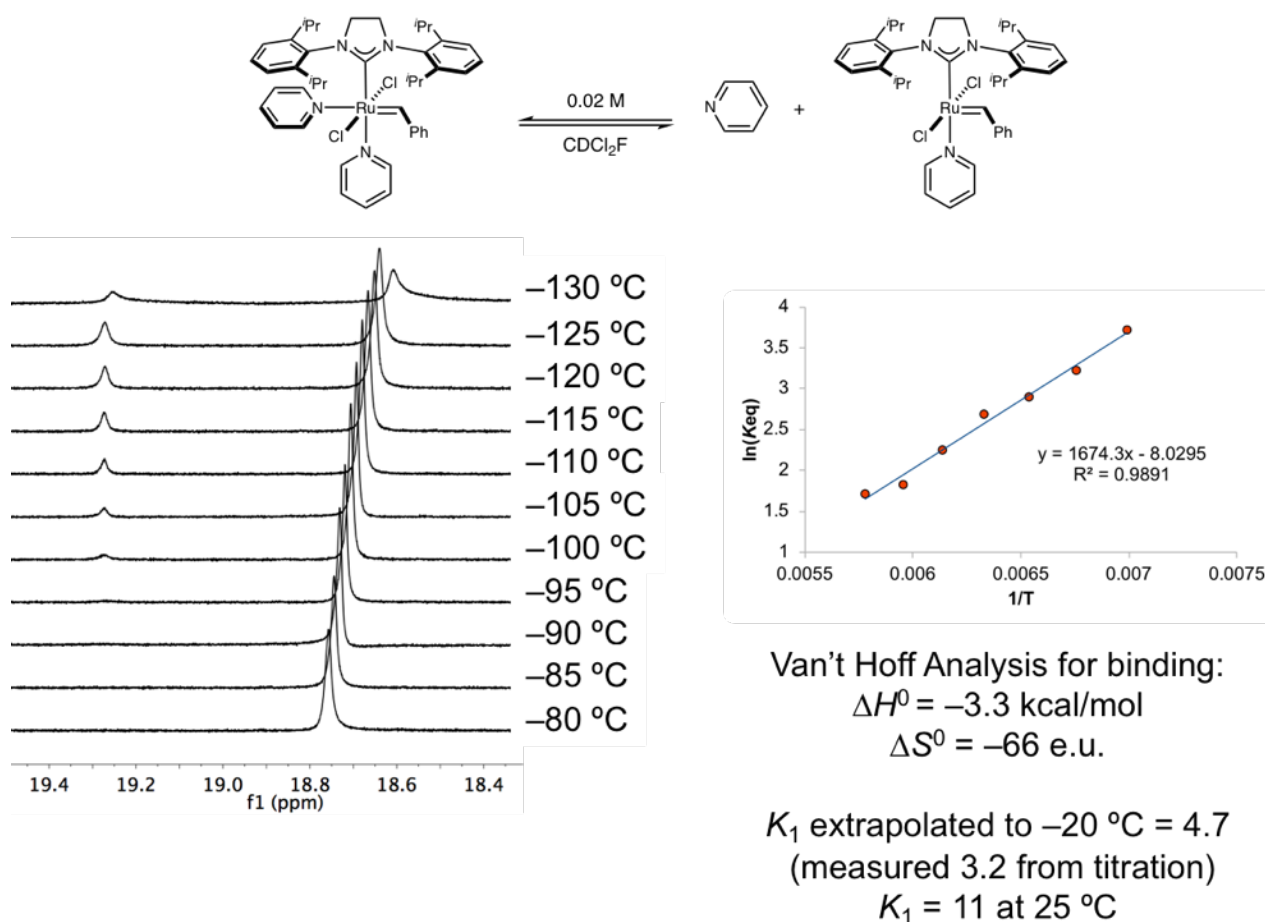 iPr
iPr
N
N
iPr
iPr
Cl
N
Ru
Cl
Ph
N
0.02 M
CDCl2F
N
+
iPr
iPr
N
N
iPr
iPr
Cl
Ru
Cl
Ph
N
–130 ºC
–125 ºC
–120 ºC
–115 ºC
–110 ºC
–105 ºC
–100 ºC
–95 ºC
–90 ºC
–85 ºC
–80 ºC
19.4 19.2 19.0 18.8 18.6 18.4
f1 (ppm)
4
3.5
3
2.5
2
1.5
1
ln(Keq)
y = 1674.3x - 8.0295
R² = 0.9891
0.0055 0.006 0.0065 0.007 0.0075
1/T
Van't Hoff Analysis for binding:
ΔH⁰ = –3.3 kcal/mol
ΔS⁰ = –66 e.u.
K1 extrapolated to –20 ºC = 4.7
(measured 3.2 from titration)
K1 = 11 at 25 ºC